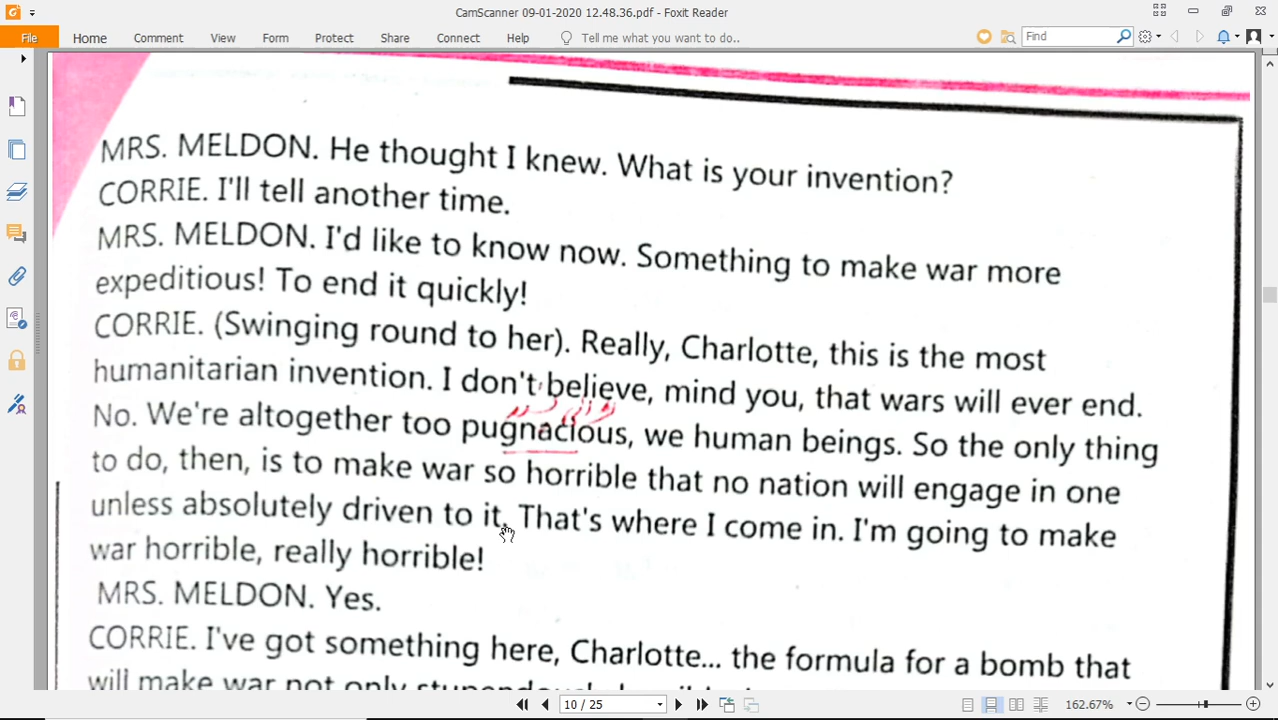 CamScanner 09-01-2020 12.48.36.pdf - Foxit Reader
File Home Comment View Form Protect Share Connect Help Tell me what you want to do.. Find
MRS. MELDON. He thought I knew. What is your invention?
CORRIE. I'll tell another time.
MRS. MELDON. I'd like to know now. Something to make war more
expeditious! To end it quickly!
CORRIE. (Swinging round to her). Really, Charlotte, this is the most
humanitarian invention. I don't believe, mind you, that wars will ever end.
No. We're altogether too pugnacious, we human beings. So the only thing
to do, then, is to make war so horrible that no nation will engage in one
unless absolutely driven to it. That's where I come in. I'm going to make
war horrible, really horrible!
MRS. MELDON. Yes.
CORRIE. I've got something here, Charlotte... the formula for a bomb that
will make war not only
10 / 25 162.67%